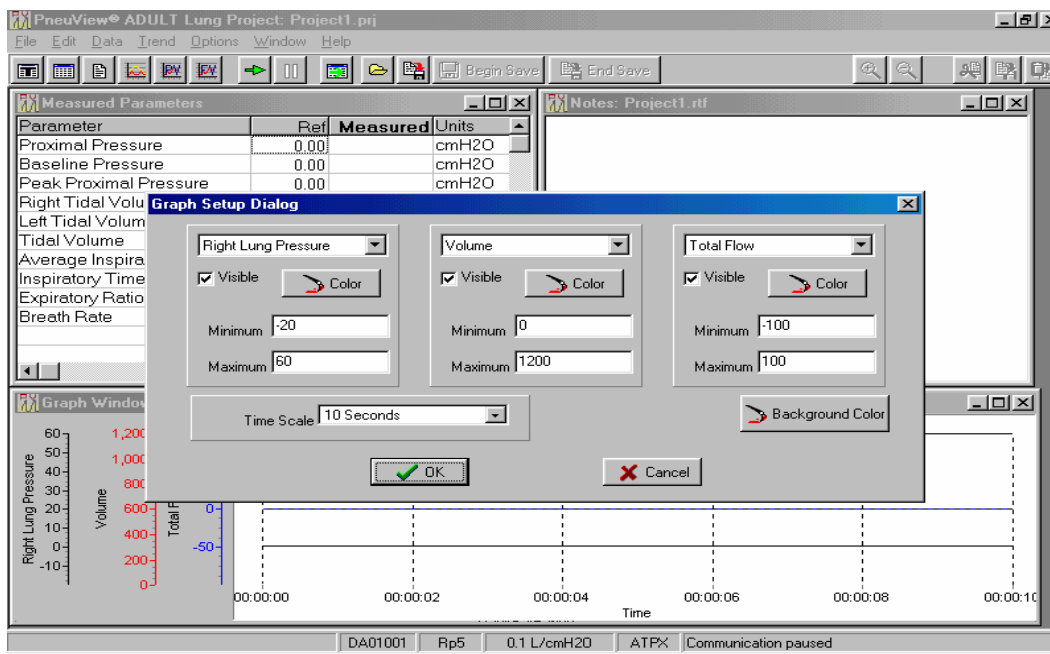 PneuView® ADULT Lung Project: Project1.prj
File Edit Data Trend Options Window Help
Begin Save End Save
Measured Parameters
Parameter Ref Measured Units
Proximal Pressure 0.00 cmH2O
Baseline Pressure 0.00 cmH2O
Peak Proximal Pressure 0.00 cmH2O
Right Tidal Volu
Left Tidal Volum
Tidal Volume
Average Inspira
Inspiratory Time
Expiratory Ratio
Breath Rate
Notes: Project1.rtf
Graph Setup Dialog
Right Lung Pressure
Visible Color
Minimum -20
Maximum 60
Volume
Visible Color
Minimum 0
Maximum 1200
Total Flow
Visible Color
Minimum -100
Maximum 100
Time Scale 10 Seconds
Background Color
OK Cancel
Graph Window
Right Lung Pressure
60
50
40
30
20
10
0
-10
Volume
1,200
1,000
800
600
400
200
0
Total F
0
-50
00:00:00 00:00:02 00:00:04 00:00:06 00:00:08 00:00:10
Time
DA01001 Rp5 0.1 L/cmH2O ATPX Communication paused